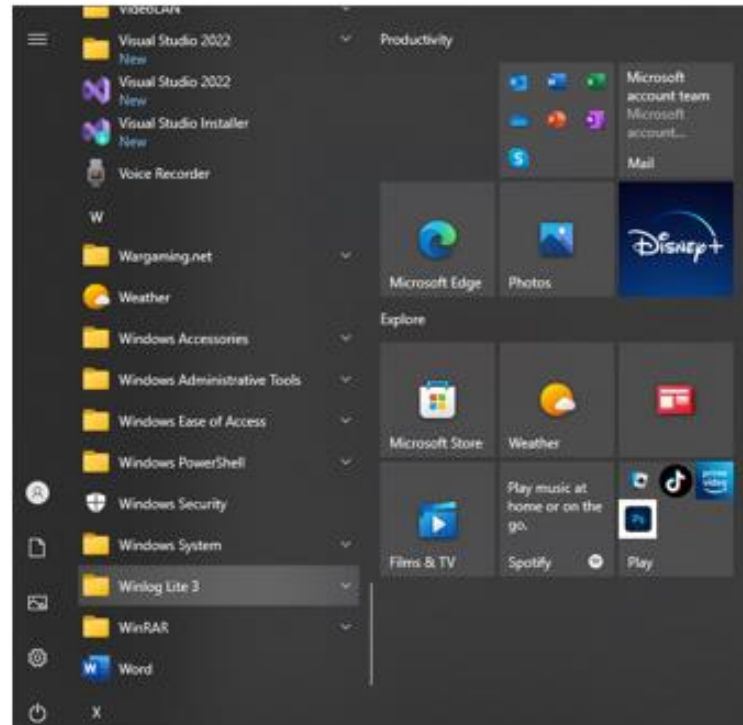 VideoLAN
Visual Studio 2022
New
Visual Studio 2022
New
Visual Studio Installer
New
Voice Recorder
W
Wargaming.net
Weather
Windows Accessories
Windows Administrative Tools
Windows Ease of Access
Windows PowerShell
Windows Security
Windows System
Winlog Lite 3
WinRAR
Word
X
Productivity
Microsoft
account team
Microsoft
account...
Mail
Microsoft Edge
Photos
Disney+
Explore
Microsoft Store
Weather
Films & TV
Play music at
home or on the
go.
Spotify
prime
video
Ps
Play